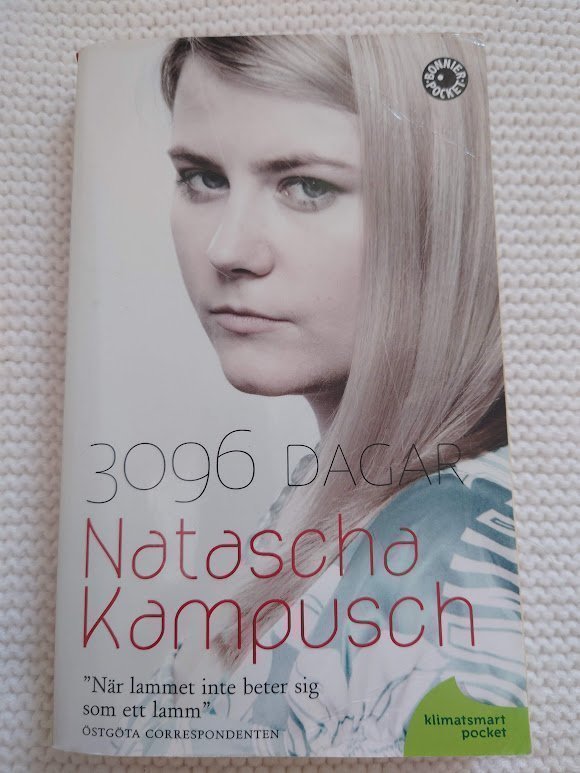 BONNIER
POCKET
3096 DAGAR
Natascha
Kampusch
”När lammet inte beter sig
som ett lamm”
ÖSTGÖTA CORRESPONDENTEN
klimatsmart
pocket